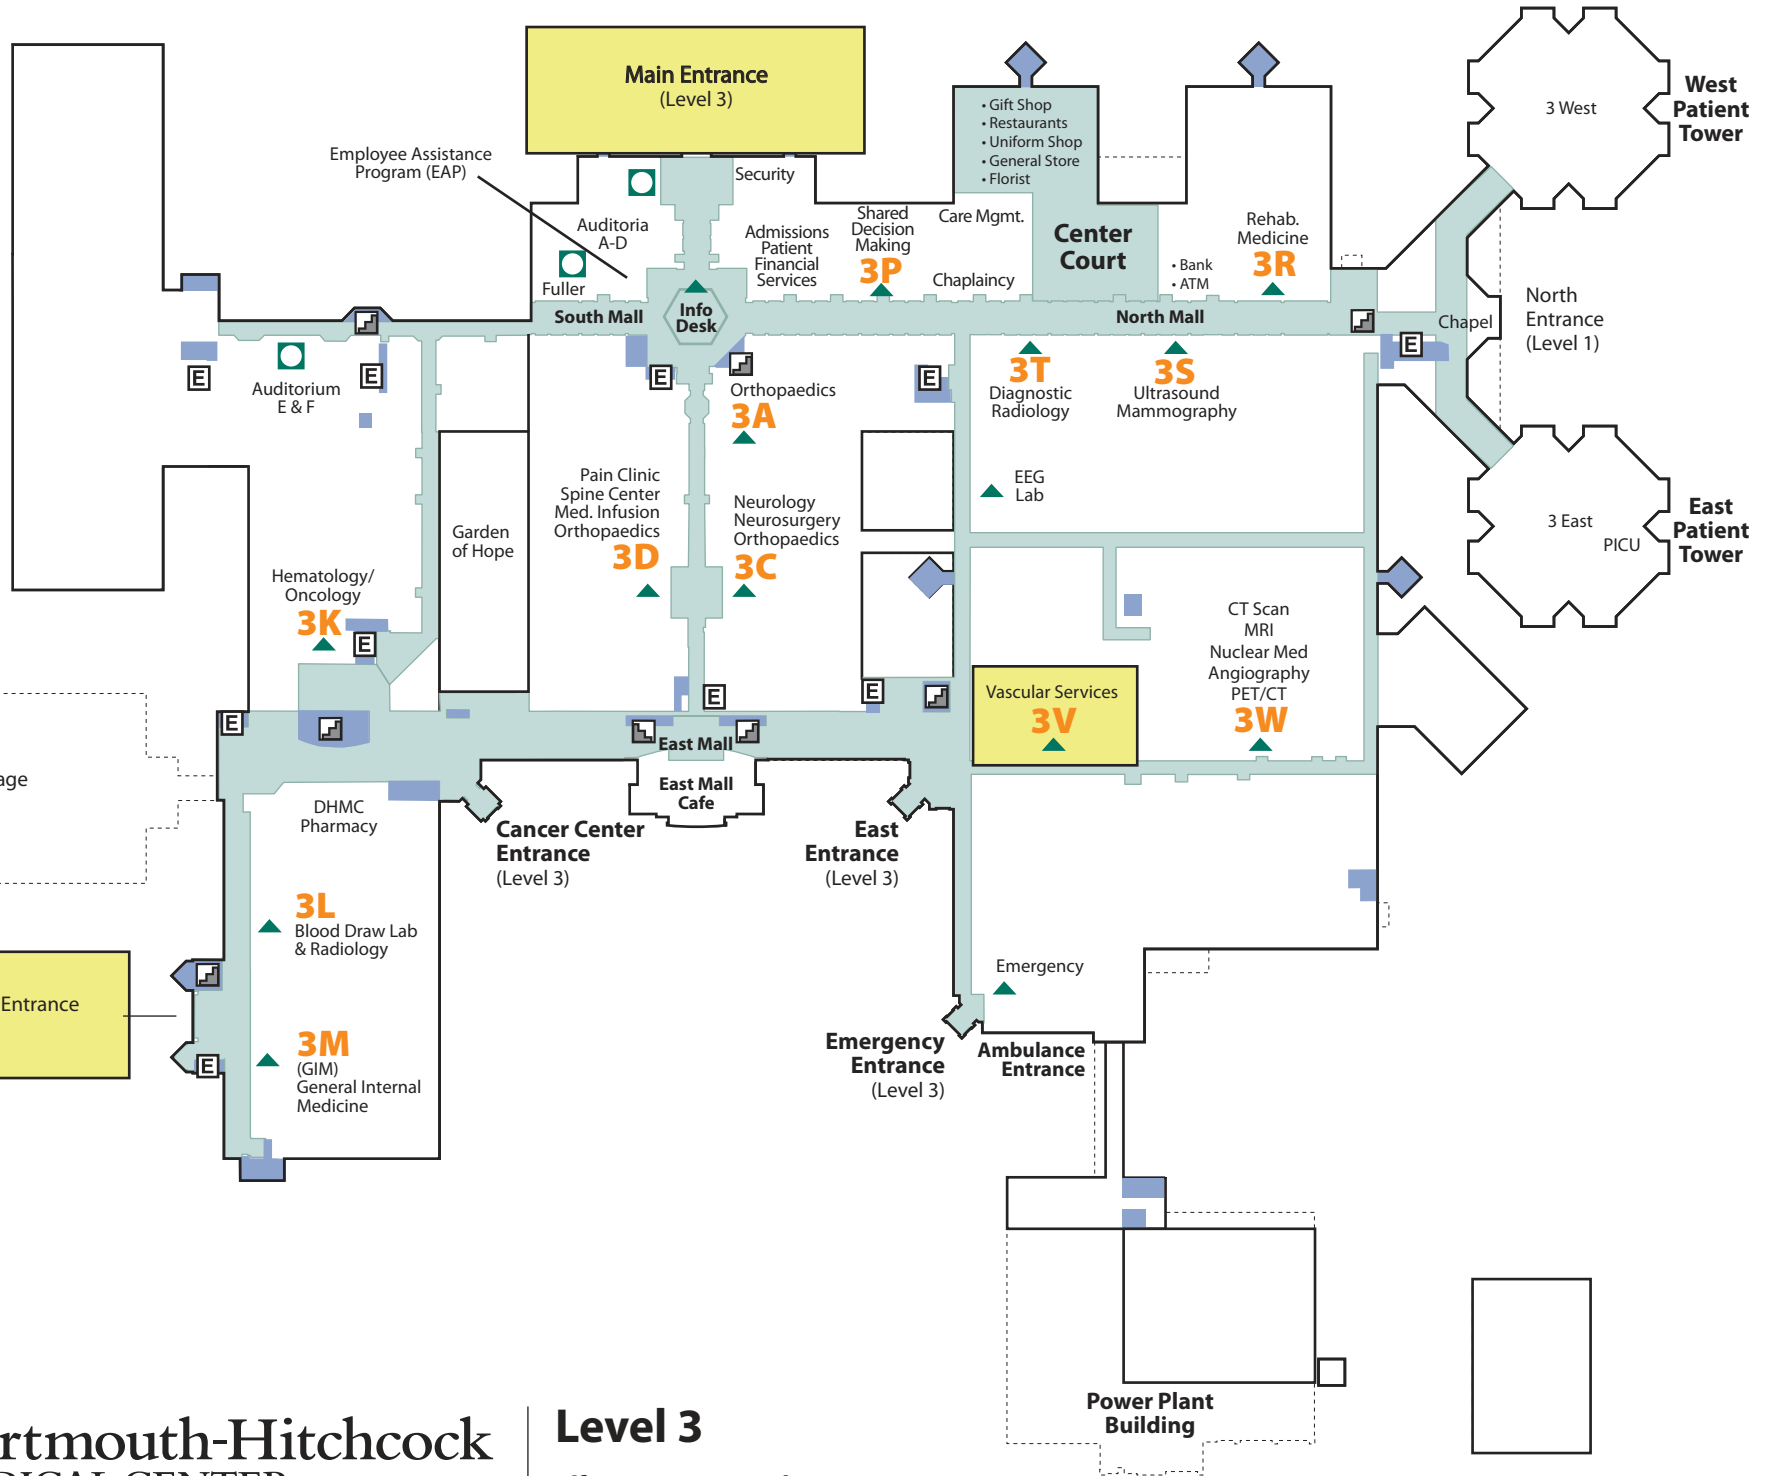 Main Entrance
(Level 3)
Employee Assistance
Program (EAP)
Security
Auditoria
A-D
Fuller
Admissions
Patient
Financial
Services
Shared
Decision
Making
3P
• Gift Shop
• Restaurants
• Uniform Shop
• General Store
• Florist
Care Mgmt.
Chaplaincy
Center
Court
• Bank
• ATM
Rehab.
Medicine
3R
3 West
West
Patient
Tower
South Mall
Info
Desk
North Mall
Chapel
North
Entrance
(Level 1)
E
E
E
E
E
Auditorium
E & F
Orthopaedics
3A
3T
Diagnostic
Radiology
3S
Ultrasound
Mammography
EEG
Lab
Garden
of Hope
Pain Clinic
Spine Center
Med. Infusion
Orthopaedics
3D
Neurology
Neurosurgery
Orthopaedics
3C
3 East
PICU
East
Patient
Tower
Hematology/
Oncology
3K
E
CT Scan
MRI
Nuclear Med
Angiography
PET/CT
3W
Vascular Services
3V
E
E
E
East Mall
East Mall
Cafe
age
DHMC
Pharmacy
Cancer Center
Entrance
(Level 3)
East
Entrance
(Level 3)
3L
Blood Draw Lab
& Radiology
Entrance
3M
(GIM)
General Internal
Medicine
E
Emergency
Emergency
Entrance
(Level 3)
Ambulance
Entrance
Power Plant
Building
rtmouth-Hitchcock
DICAL CENTER
Level 3